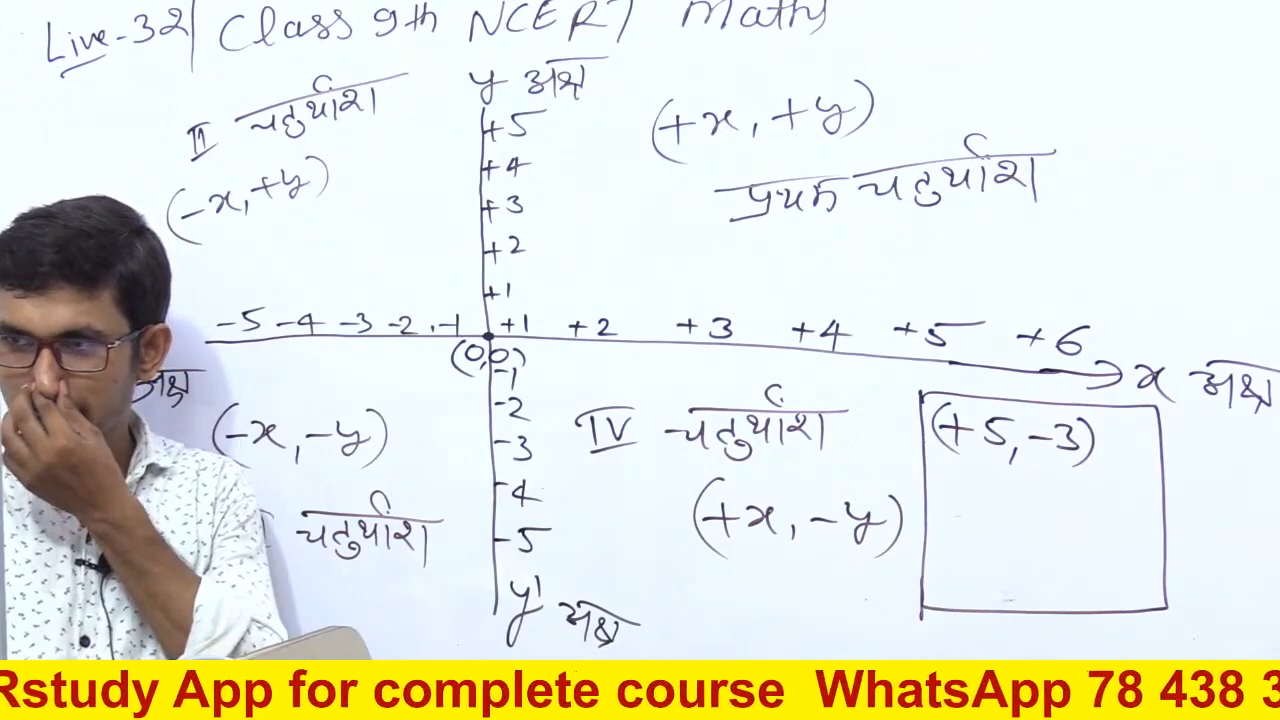 Live-32| Class 9th NCERT Maths
y अक्ष
II चतुर्थांश
(-x, +y)
(+x, +y)
प्रथम चतुर्थांश
+5
+4
+3
+2
+1
-5 -4 -3 -2 -1 +1 +2 +3 +4 +5 +6
(0,0)
x अक्ष
अक्ष
-1
-2
-3
-4
-5
(-x, -y)
चतुर्थांश
IV चतुर्थांश
(+x, -y)
(+5, -3)
y' अक्ष
Rstudy App for complete course WhatsApp 78 438 3